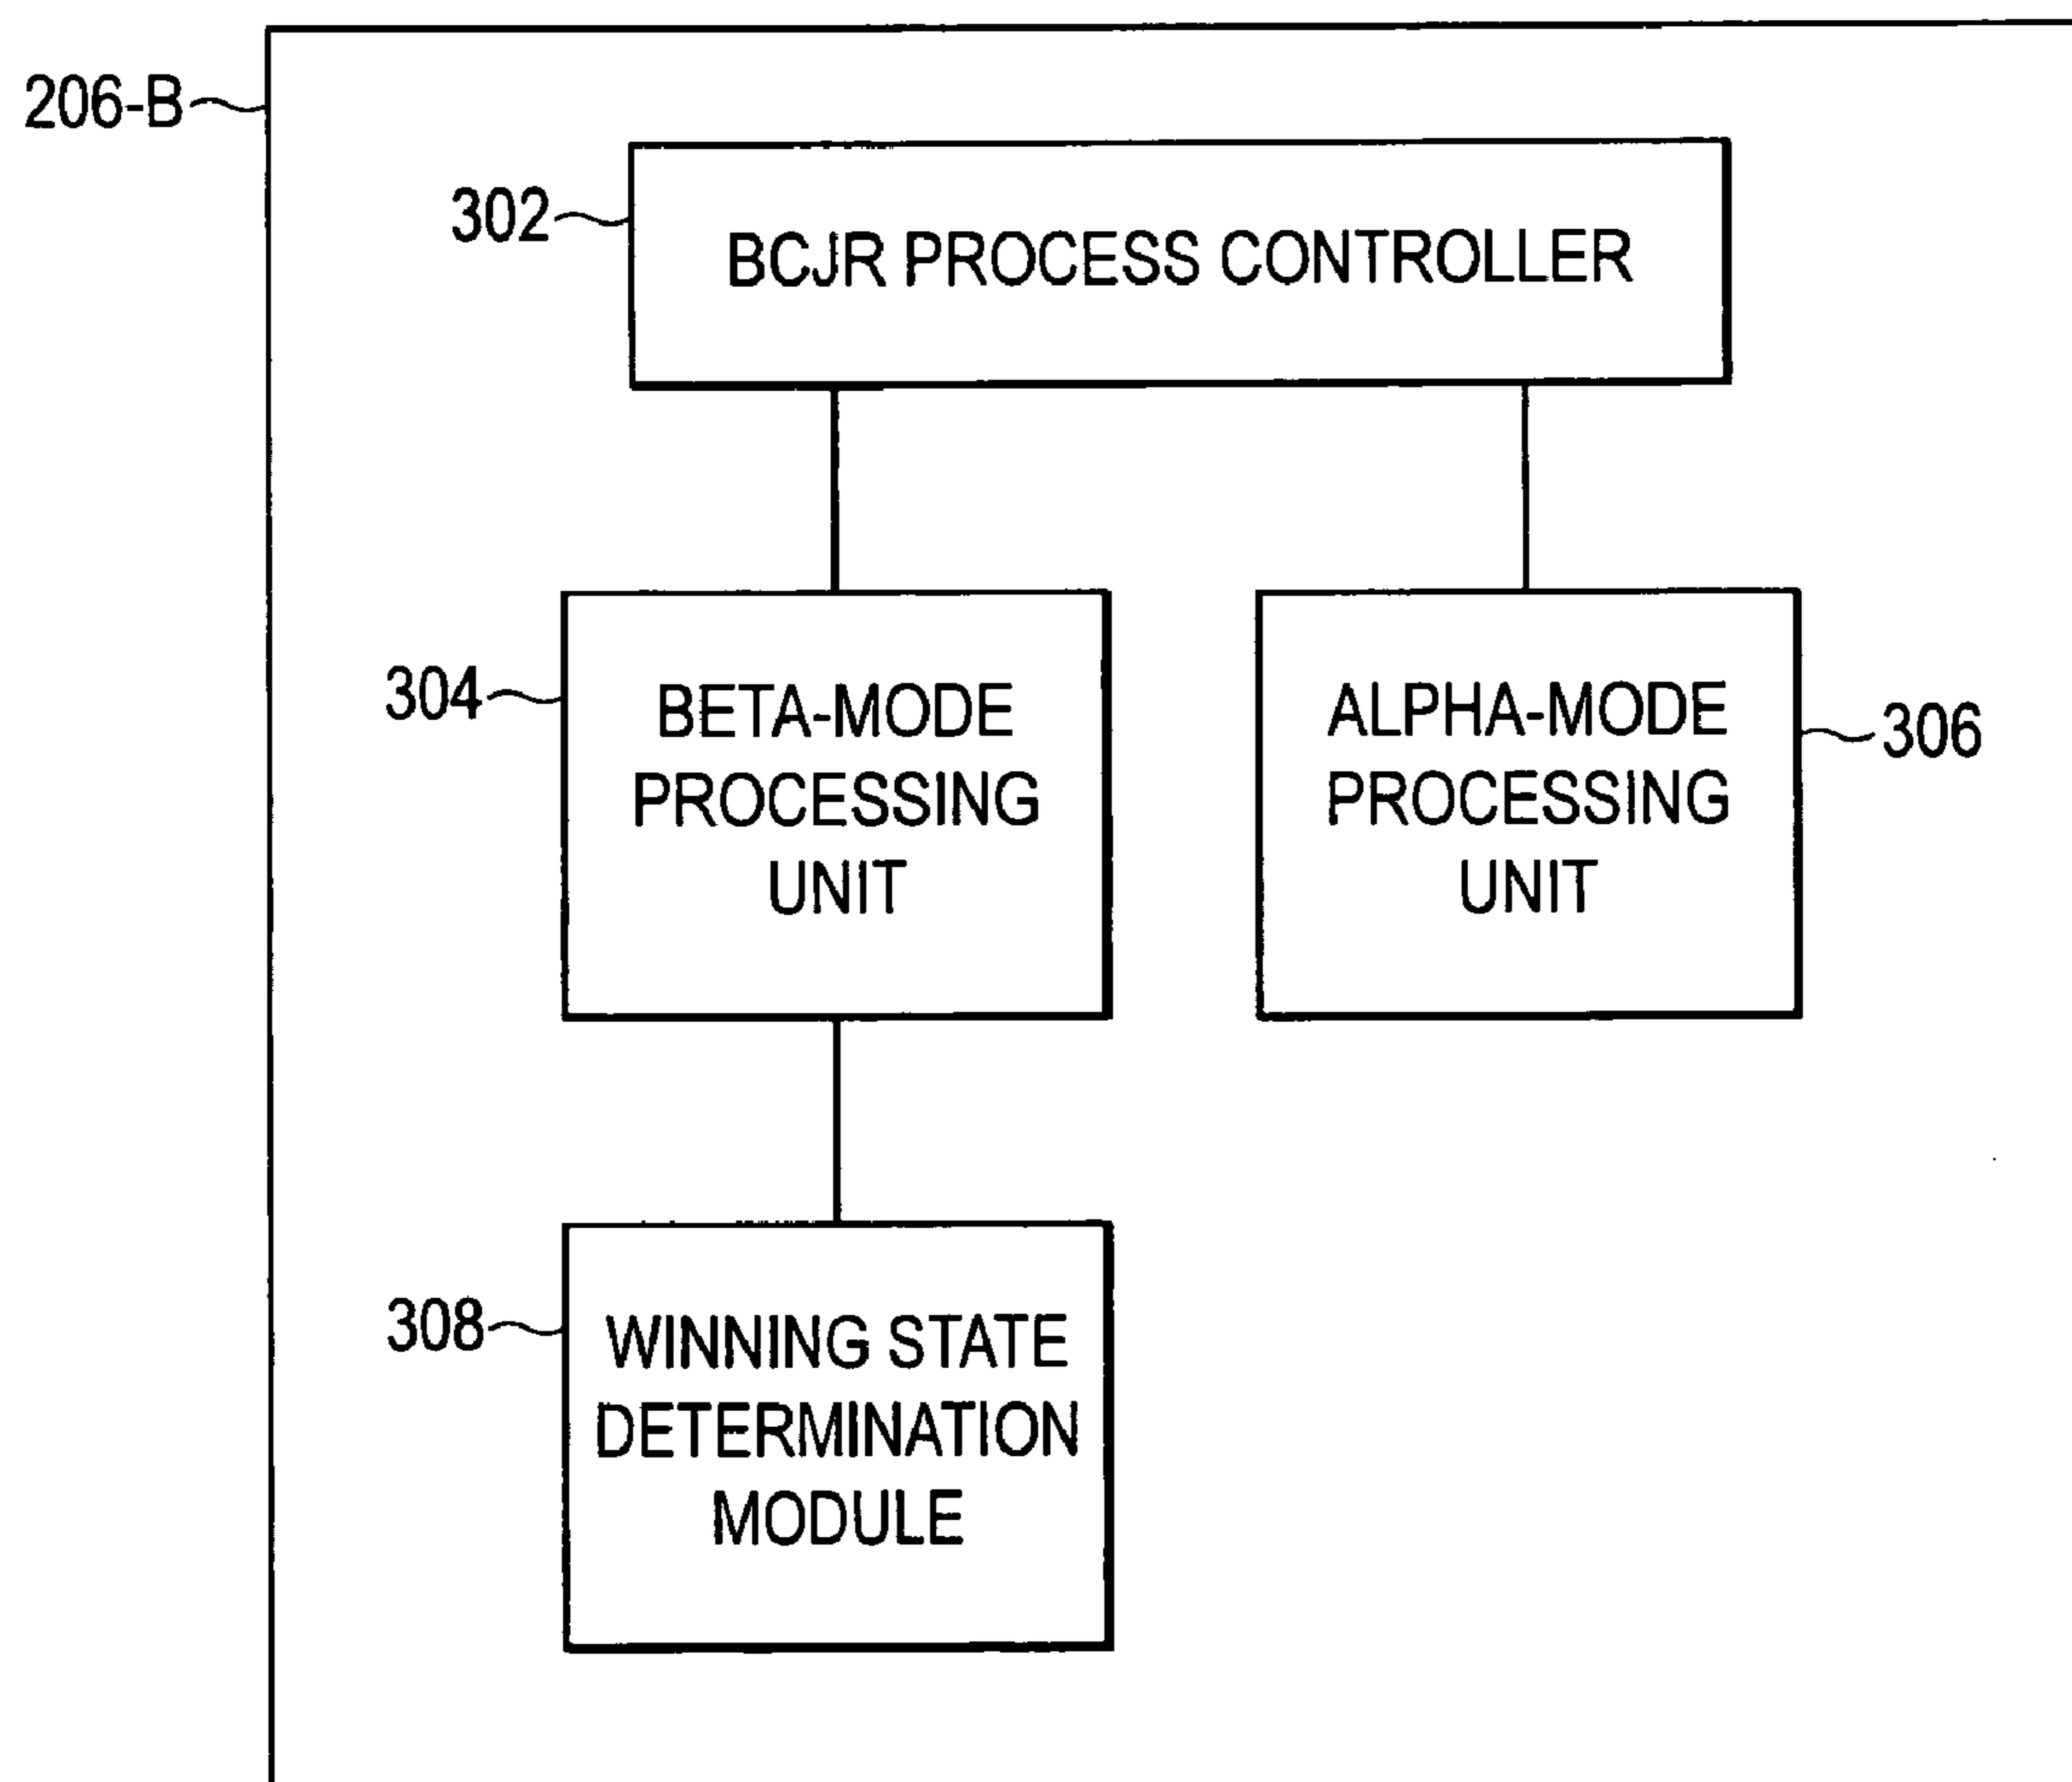 206-B
302
BCJR PROCESS CONTROLLER
304
BETA-MODE
PROCESSING
UNIT
ALPHA-MODE
PROCESSING
UNIT
306
308
WINNING STATE
DETERMINATION
MODULE